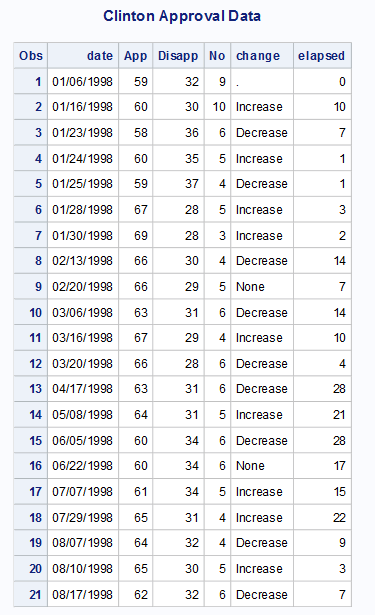 Clinton Approval Data
Obs date App Disapp No change elapsed
1 01/06/1998 59 32 9 . 0
2 01/16/1998 60 30 10 Increase 10
3 01/23/1998 58 36 6 Decrease 7
4 01/24/1998 60 35 5 Increase 1
5 01/25/1998 59 37 4 Decrease 1
6 01/28/1998 67 28 5 Increase 3
7 01/30/1998 69 28 3 Increase 2
8 02/13/1998 66 30 4 Decrease 14
9 02/20/1998 66 29 5 None 7
10 03/06/1998 63 31 6 Decrease 14
11 03/16/1998 67 29 4 Increase 10
12 03/20/1998 66 28 6 Decrease 4
13 04/17/1998 63 31 6 Decrease 28
14 05/08/1998 64 31 5 Increase 21
15 06/05/1998 60 34 6 Decrease 28
16 06/22/1998 60 34 6 None 17
17 07/07/1998 61 34 5 Increase 15
18 07/29/1998 65 31 4 Increase 22
19 08/07/1998 64 32 4 Decrease 9
20 08/10/1998 65 30 5 Increase 3
21 08/17/1998 62 32 6 Decrease 7